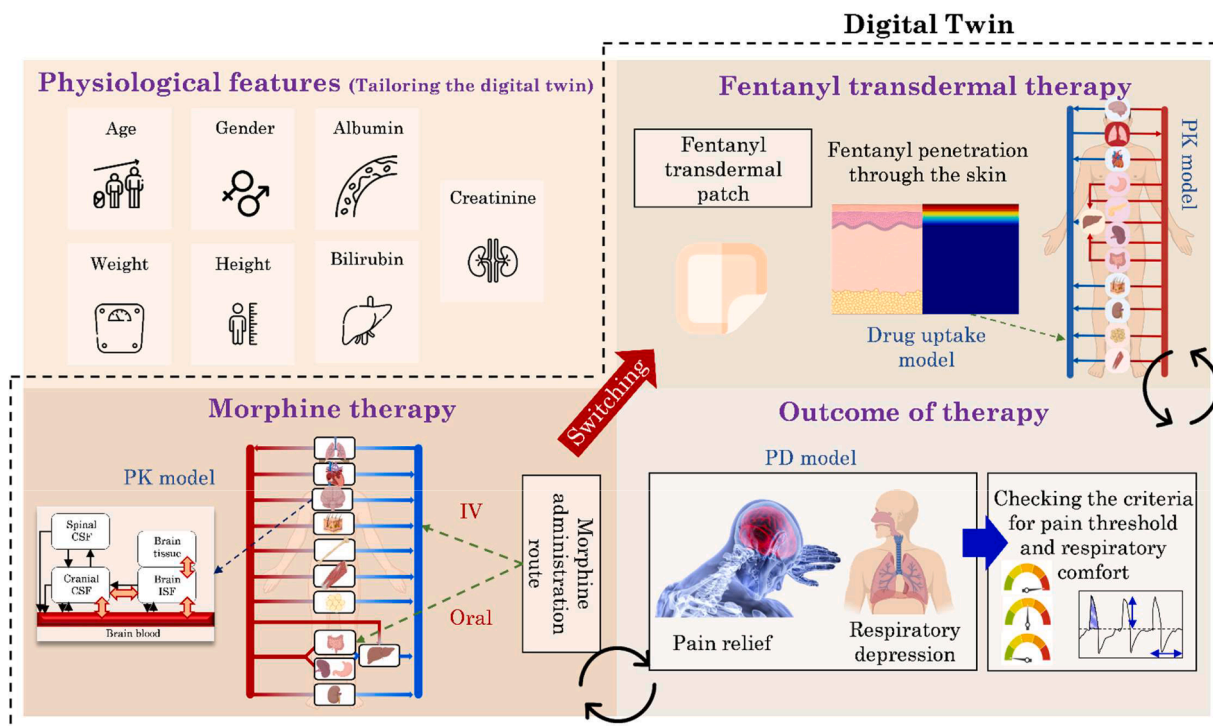 Digital Twin
Physiological features (Tailoring the digital twin)
Age
Gender
Albumin
Creatinine
Weight
Height
Bilirubin
Fentanyl transdermal therapy
Fentanyl
transdermal
patch
Fentanyl penetration
through the skin
Drug uptake
model
PK model
Switching
Morphine therapy
PK model
Spinal
CSF
Brain
tissue
Cranial
CSF
Brain
ISF
Brain blood
IV
Oral
Morphine
administration
route
Outcome of therapy
PD model
Pain relief
Respiratory
depression
Checking the criteria
for pain threshold
and respiratory
comfort